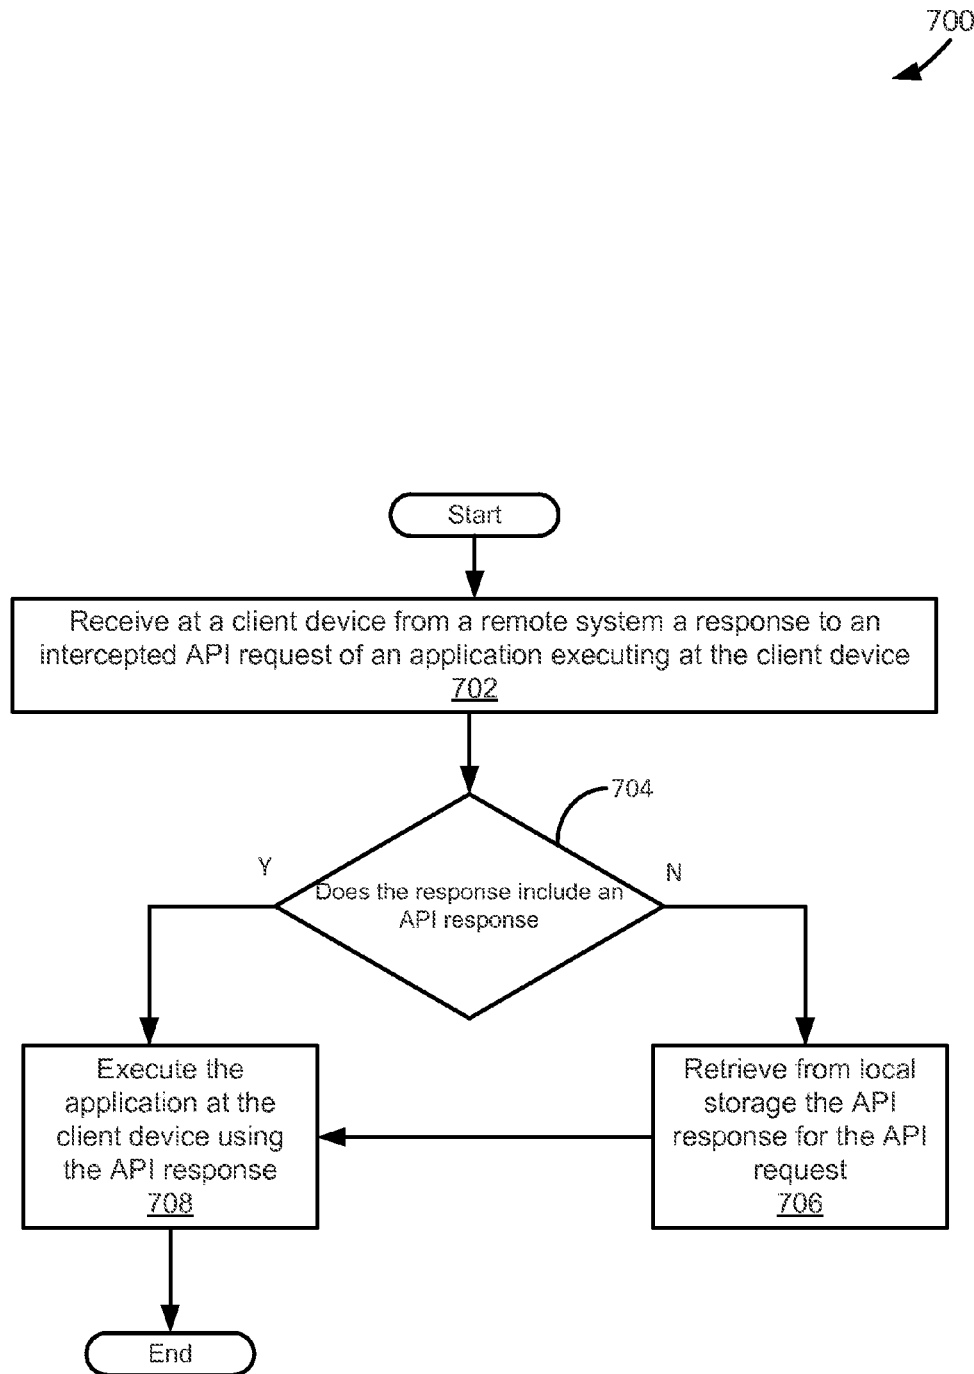 700
Start
Receive at a client device from a remote system a response to an
intercepted API request of an application executing at the client device
702
704
Y
N
Does the response include an
API response
Execute the
application at the
client device using
the API response
708
Retrieve from local
storage the API
response for the API
request
706
End